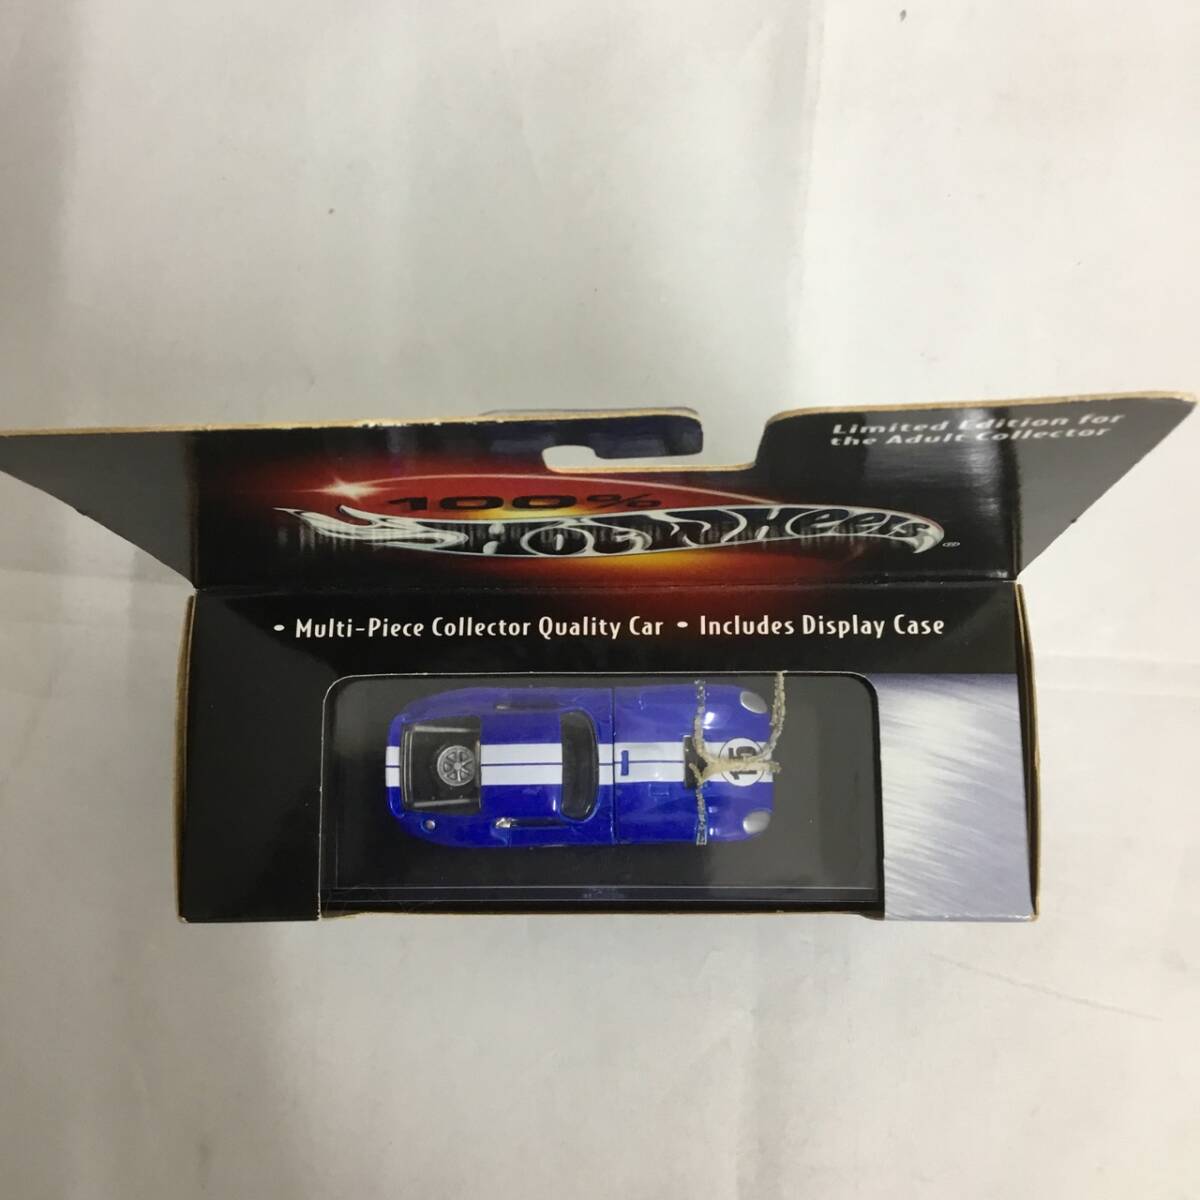 Limited Edition for
the Adult Collector
100%
Hot Wheels
®
• Multi-Piece Collector Quality Car • Includes Display Case
15